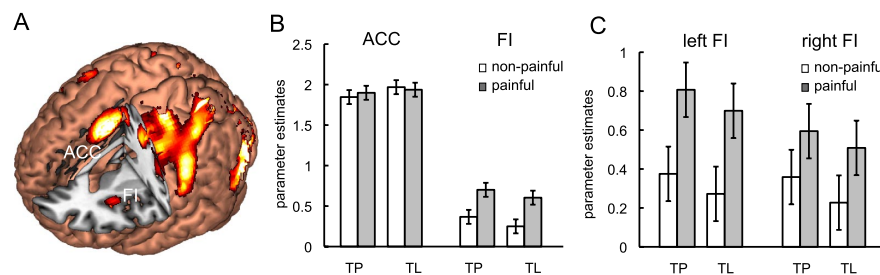 A
ACC
FI
B
ACC
FI
non-painful
painful
parameter estimates
2.5
2
1.5
1
0.5
0
TP
TL
TP
TL
C
left FI
right FI
non-painful
painful
parameter estimates
1
0.8
0.6
0.4
0.2
0
TP
TL
TP
TL